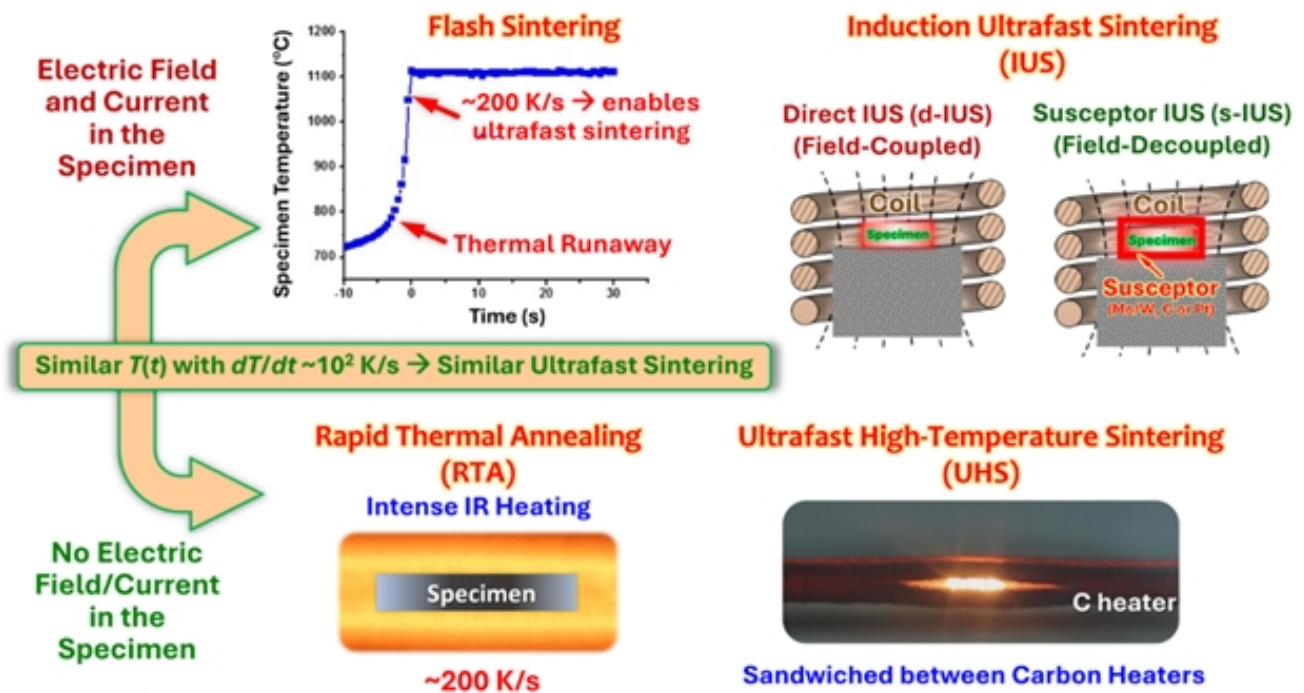 Flash Sintering
Induction Ultrafast Sintering
(IUS)
Electric Field
and Current
in the
Specimen
1200
1100
1000
900
800
700
-10
0
10
20
30
Specimen Temperature (°C)
Time (s)
~200 K/s → enables
ultrafast sintering
Thermal Runaway
Direct IUS (d-IUS)
(Field-Coupled)
Coil
Specimen
Susceptor IUS (s-IUS)
(Field-Decoupled)
Coil
Specimen
Susceptor
(Mo/W, C or Pt)
Similar T(t) with dT/dt ~10² K/s → Similar Ultrafast Sintering
No Electric
Field/Current
in the
Specimen
Rapid Thermal Annealing
(RTA)
Intense IR Heating
Specimen
~200 K/s
Ultrafast High-Temperature Sintering
(UHS)
C heater
Sandwiched between Carbon Heaters